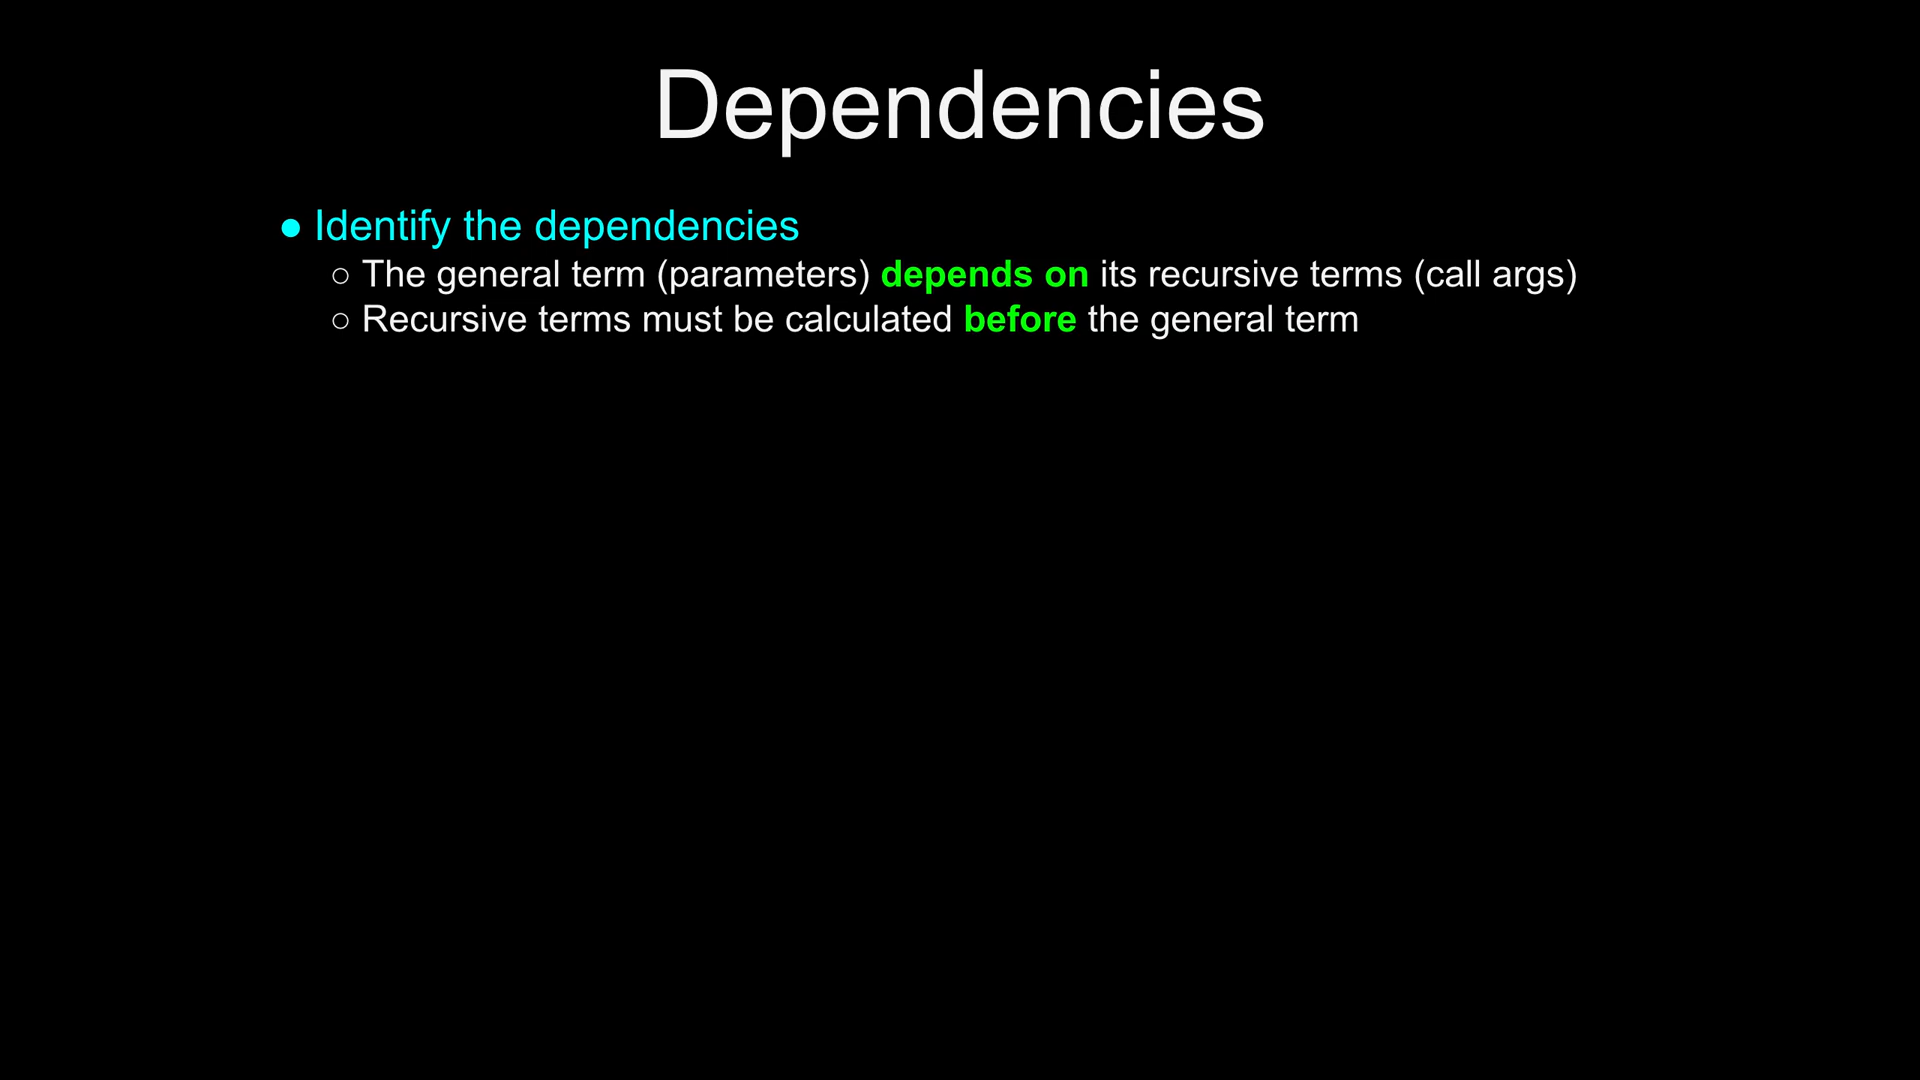 Dependencies
● Identify the dependencies
○ The general term (parameters) depends on its recursive terms (call args)
○ Recursive terms must be calculated before the general term